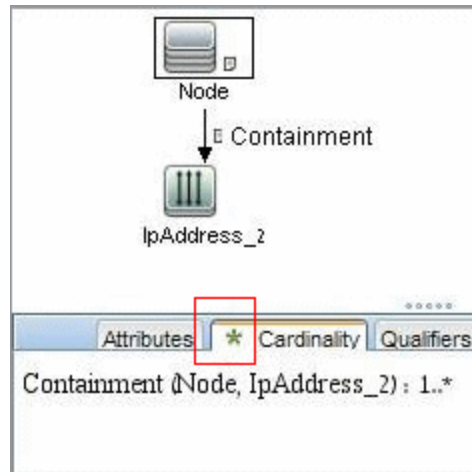 Node
Containment
IpAddress_2
Attributes * Cardinality Qualifiers
Containment (Node, IpAddress_2) : 1..*